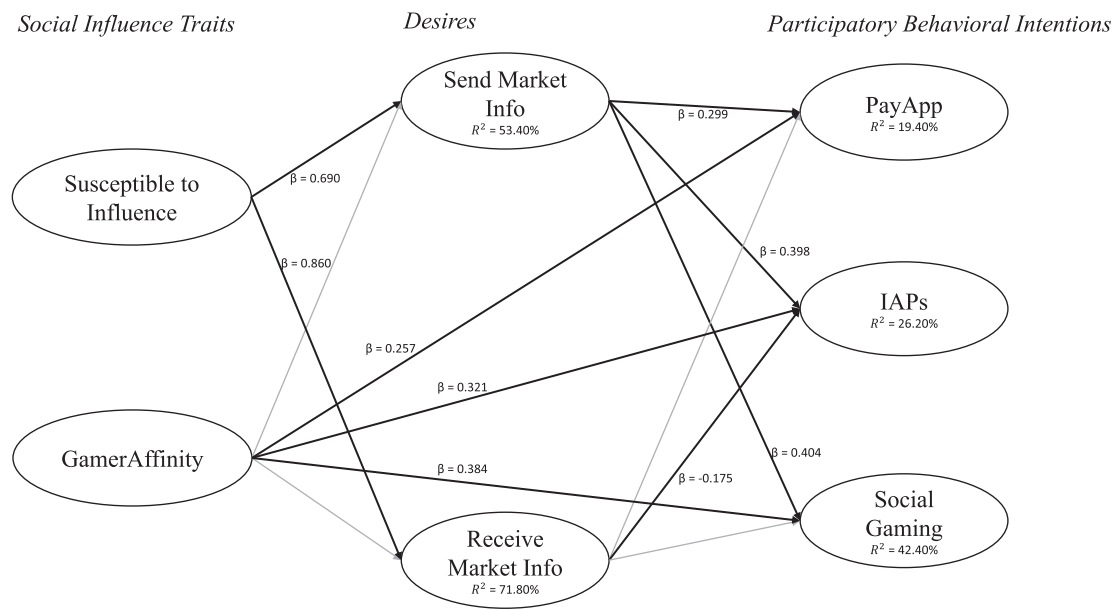 Social Influence Traits
Desires
Participatory Behavioral Intentions
Send Market
Info
R² = 53.40%
PayApp
R² = 19.40%
β = 0.299
Susceptible to
Influence
β = 0.690
β = 0.860
β = 0.398
IAPs
R² = 26.20%
β = 0.257
β = 0.321
GamerAffinity
β = 0.384
β = 0.404
β = -0.175
Social
Gaming
R² = 42.40%
Receive
Market Info
R² = 71.80%